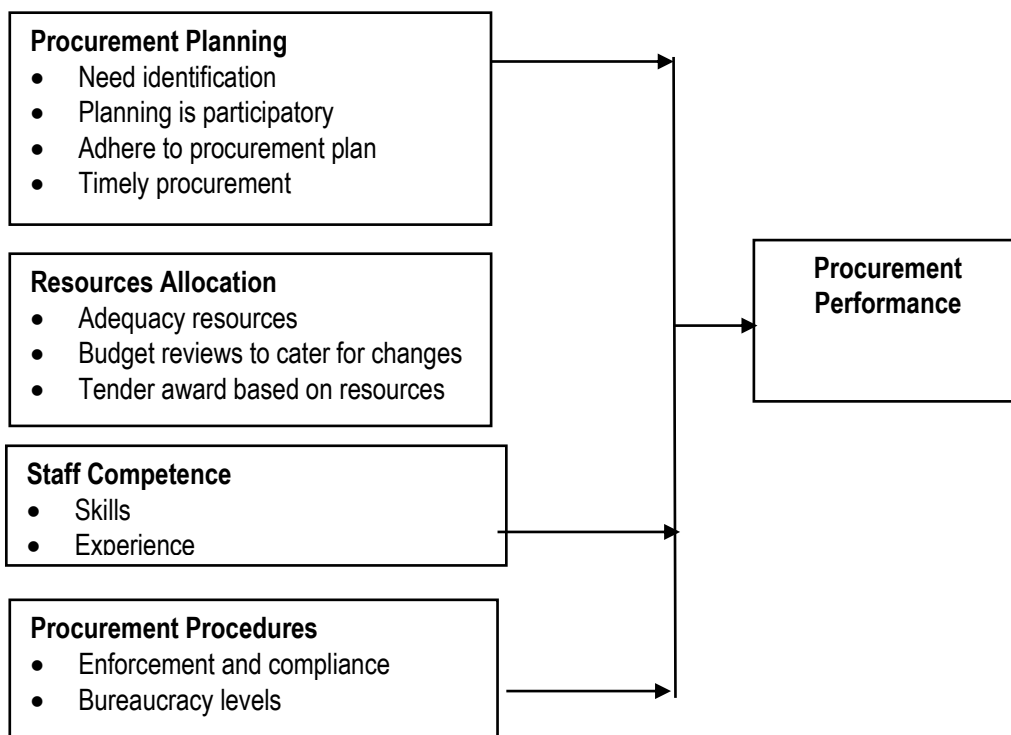 Procurement Planning
• Need identification
• Planning is participatory
• Adhere to procurement plan
• Timely procurement
Resources Allocation
• Adequacy resources
• Budget reviews to cater for changes
• Tender award based on resources
Staff Competence
• Skills
• Experience
Procurement Procedures
• Enforcement and compliance
• Bureaucracy levels
Procurement
Performance